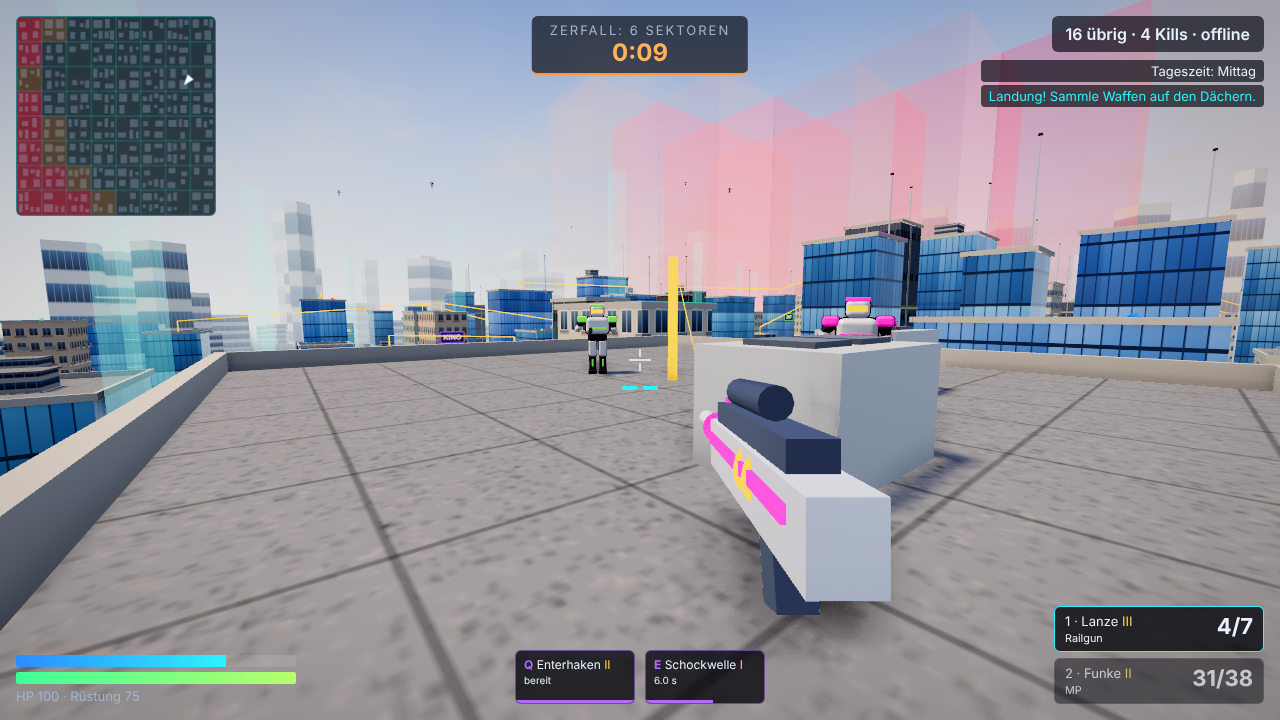 ZERFALL: 6 SEKTOREN
0:09
16 übrig · 4 Kills · offline
Tageszeit: Mittag
Landung! Sammle Waffen auf den Dächern.
KINO
HP 100 · Rüstung 75
Q Enterhaken II
bereit
E Schockwelle I
6.0 s
1 · Lanze III
Railgun
4/7
2 · Funke II
MP
31/38